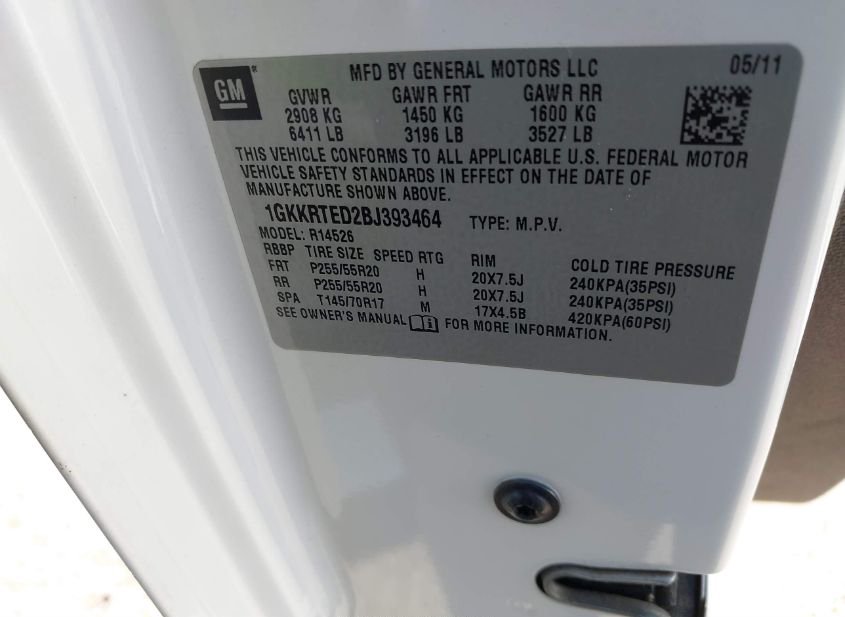 GM ®
MFD BY GENERAL MOTORS LLC 05/11
GVWR GAWR FRT GAWR RR
2908 KG 1450 KG 1600 KG
6411 LB 3196 LB 3527 LB
THIS VEHICLE CONFORMS TO ALL APPLICABLE U.S. FEDERAL MOTOR
VEHICLE SAFETY STANDARDS IN EFFECT ON THE DATE OF
MANUFACTURE SHOWN ABOVE.
1GKKRTED2BJ393464 TYPE: M.P.V.
MODEL: R14526
RBBP TIRE SIZE SPEED RTG RIM COLD TIRE PRESSURE
FRT P255/55R20 H 20X7.5J 240KPA(35PSI)
RR P255/55R20 H 20X7.5J 240KPA(35PSI)
SPA T145/70R17 M 17X4.5B 420KPA(60PSI)
SEE OWNER'S MANUAL FOR MORE INFORMATION.